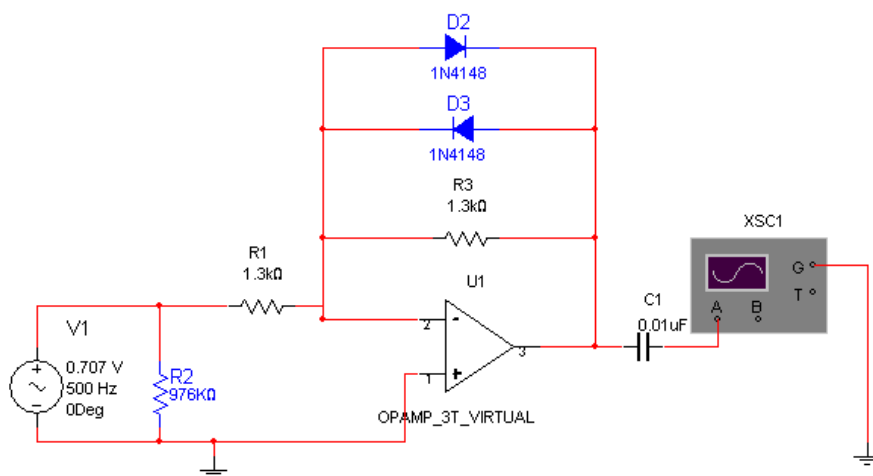 D2
1N4148
D3
1N4148
R3
1.3kΩ
XSC1
G
T
A
B
R1
1.3kΩ
U1
C1
0.01uF
2
3
1
V1
0.707 V
500 Hz
0Deg
R2
976KΩ
OPAMP_3T_VIRTUAL